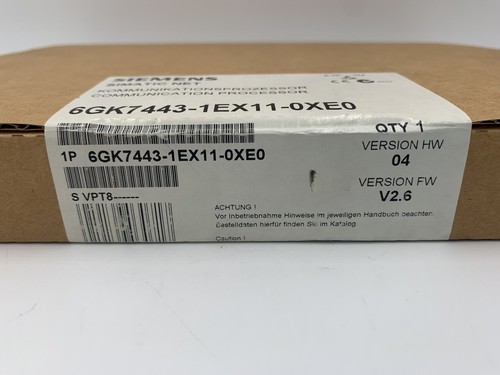 SIEMENS
SIMATIC NET
KOMMUNIKATIONSPROZESSOR
COMMUNICATION PROCESSOR
6GK7443-1EX11-0XE0
QTY 1
1P 6GK7443-1EX11-0XE0
VERSION HW
04
VERSION FW
V2.6
S VPT8------
ACHTUNG !
Vor Inbetriebnahme Hinweise im jeweiligen Handbuch beachten.
Bestelldaten hierfür finden Sie im Katalog
Caution !